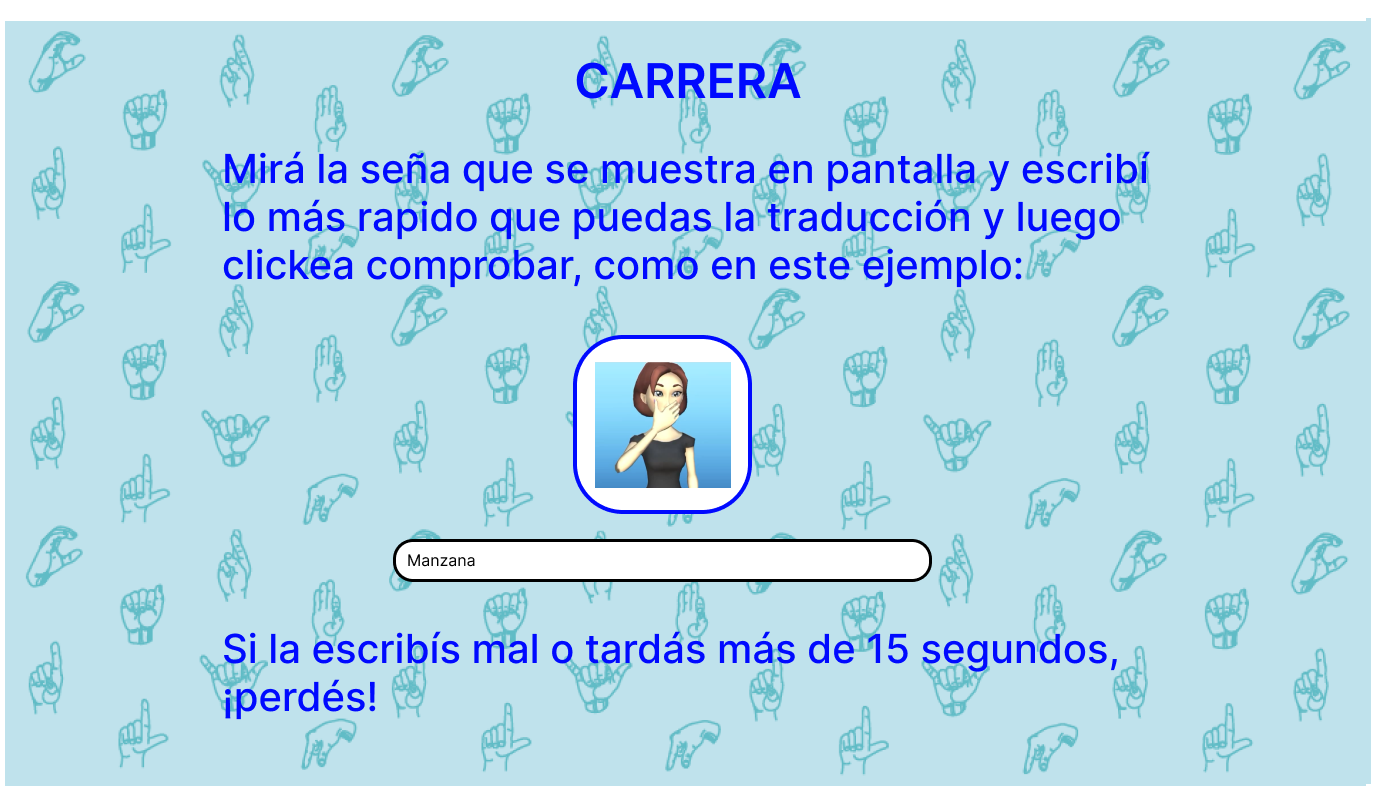 CARRERA
Mirá la seña que se muestra en pantalla y escribí
lo más rapido que puedas la traducción y luego
clickea comprobar, como en este ejemplo:
Manzana
Si la escribís mal o tardás más de 15 segundos,
¡perdés!